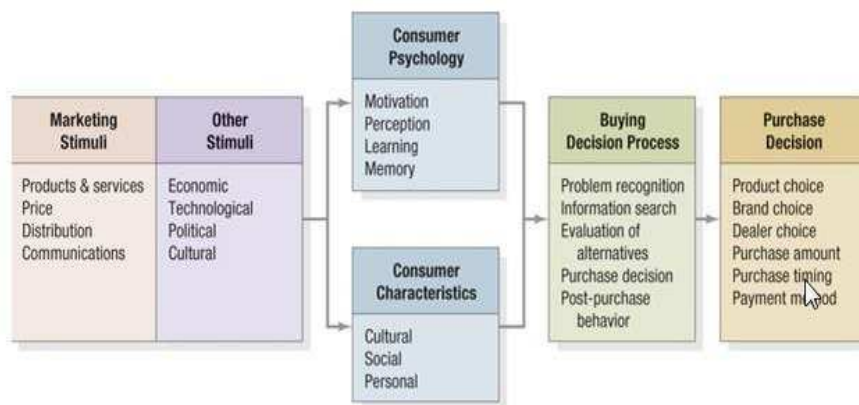 Consumer
Psychology
Motivation
Perception
Learning
Memory
Marketing
Stimuli
Products & services
Price
Distribution
Communications
Other
Stimuli
Economic
Technological
Political
Cultural
Consumer
Characteristics
Cultural
Social
Personal
Buying
Decision Process
Problem recognition
Information search
Evaluation of
alternatives
Purchase decision
Post-purchase
behavior
Purchase
Decision
Product choice
Brand choice
Dealer choice
Purchase amount
Purchase timing
Payment method